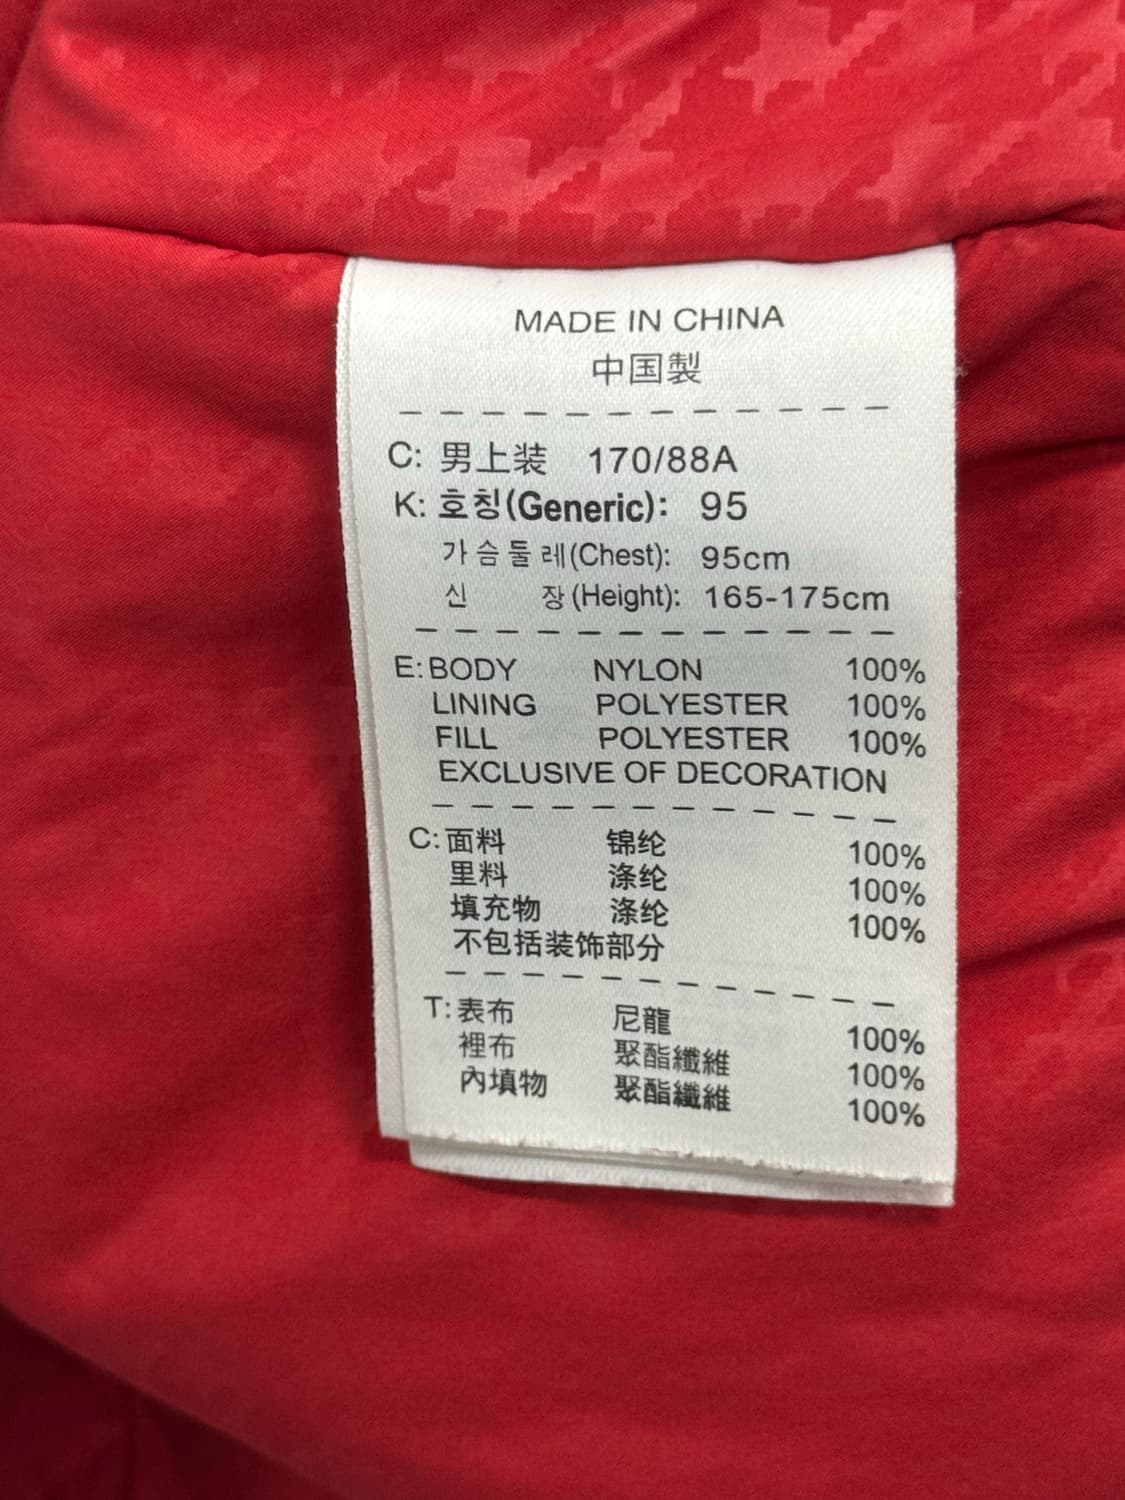 MADE IN CHINA
中国製
C: 男上装 170/88A
K: 호칭(Generic): 95
가슴둘레(Chest): 95cm
신 장(Height): 165-175cm
E: BODY NYLON 100%
LINING POLYESTER 100%
FILL POLYESTER 100%
EXCLUSIVE OF DECORATION
C: 面料 锦纶 100%
里料 涤纶 100%
填充物 涤纶 100%
不包括装饰部分
T: 表布 尼龍 100%
裡布 聚酯纖維 100%
內填物 聚酯纖維 100%